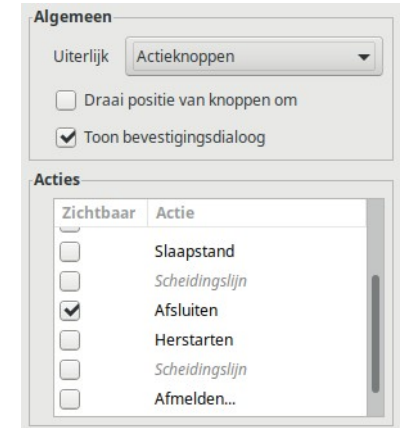 Algemeen
Uiterlijk Actieknoppen
Draai positie van knoppen om
Toon bevestigingsdialoog
Acties
Zichtbaar Actie
Slaapstand
Scheidingslijn
Afsluiten
Herstarten
Scheidingslijn
Afmelden...